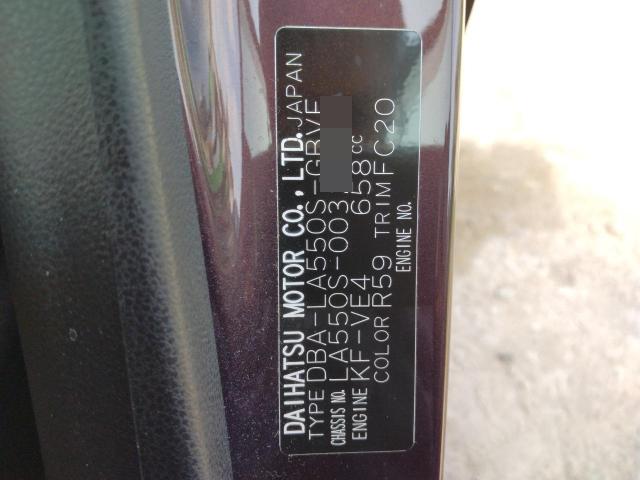 DAIHATSU MOTOR CO., LTD. JAPAN
TYPE DBA-LA550S-GBVF
CHASSIS NO. LA550S-003
ENGINE KF-VE4 658cc
COLOR R59 TRIM FC20
ENGINE NO.